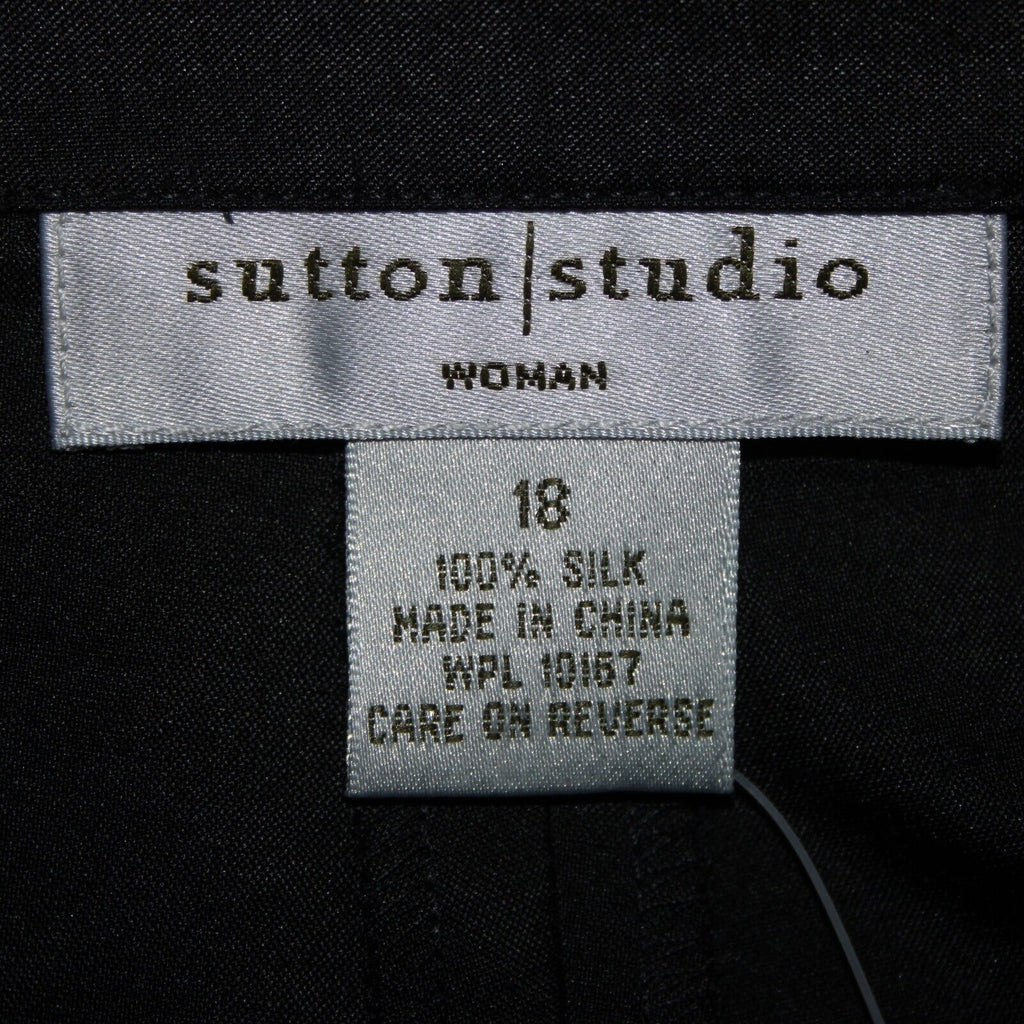 sutton|studio
WOMAN
18
100% SILK
MADE IN CHINA
WPL 10167
CARE ON REVERSE